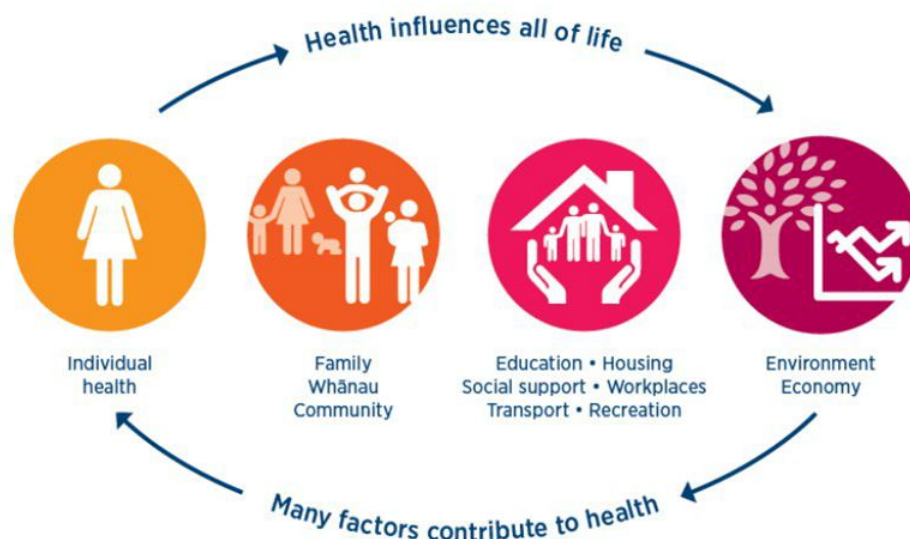 Health influences all of life
Individual
health
Family
Whānau
Community
Education • Housing
Social support • Workplaces
Transport • Recreation
Environment
Economy
Many factors contribute to health